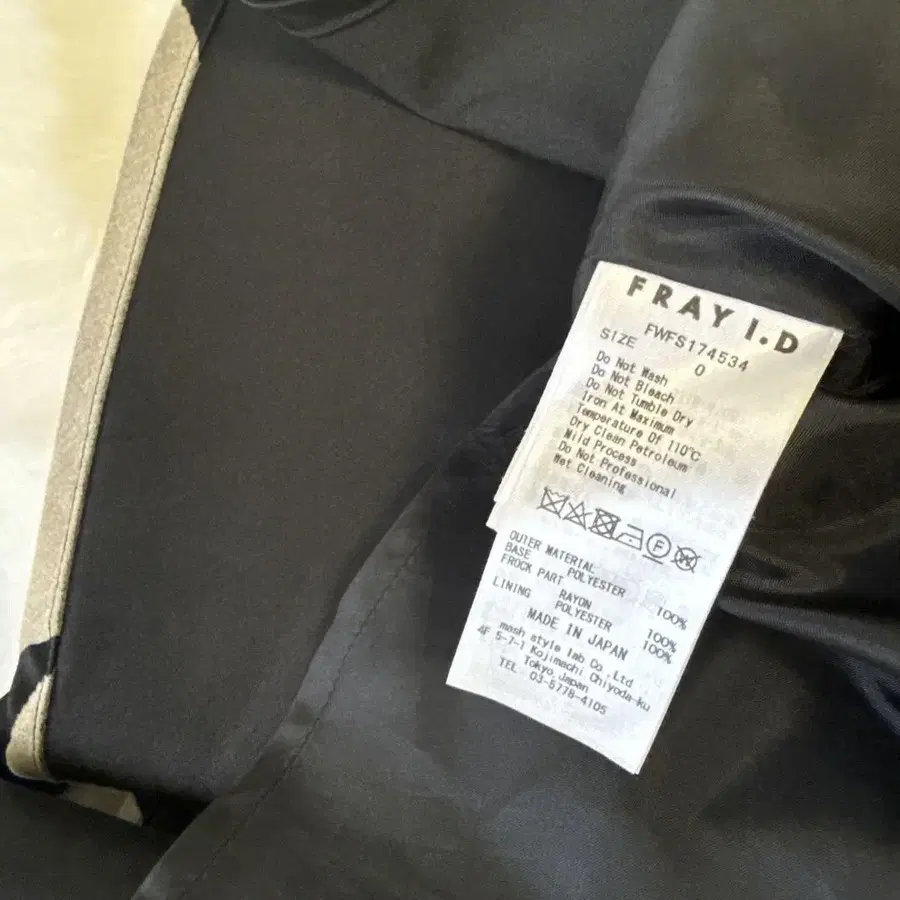 FRAY I.D
FWFS174534
SIZE 0
Do Not Wash
Do Not Bleach
Do Not Tumble Dry
Iron At Maximum
Temperature Of 110℃
Dry Clean Petroleum
Mild Process
Do Not Professional
Wet Cleaning
F
OUTER MATERIAL
BASE POLYESTER 100%
FROCK PART RAYON 100%
LINING POLYESTER 100%
MADE IN JAPAN
mash style lab Co., Ltd
4F 5-7-1 Kojimachi Chiyoda-ku
Tokyo, Japan
TEL 03-5778-4105